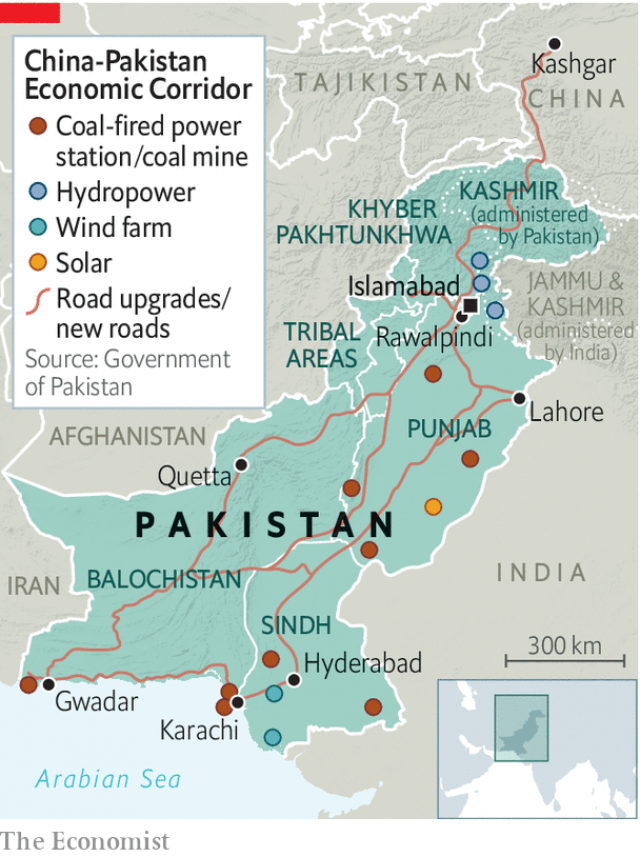 China-Pakistan
Economic Corridor
Coal-fired power
station/coal mine
Hydropower
Wind farm
Solar
Road upgrades/
new roads
Source: Government
of Pakistan
Kashgar
TAJIKISTAN
CHINA
KASHMIR
(administered
by Pakistan)
KHYBER
PAKHTUNKHWA
Islamabad
JAMMU &
KASHMIR
(administered
by India)
Rawalpindi
TRIBAL
AREAS
Lahore
PUNJAB
AFGHANISTAN
Quetta
PAKISTAN
IRAN
BALOCHISTAN
INDIA
SINDH
300 km
Hyderabad
Gwadar
Karachi
Arabian Sea
The Economist